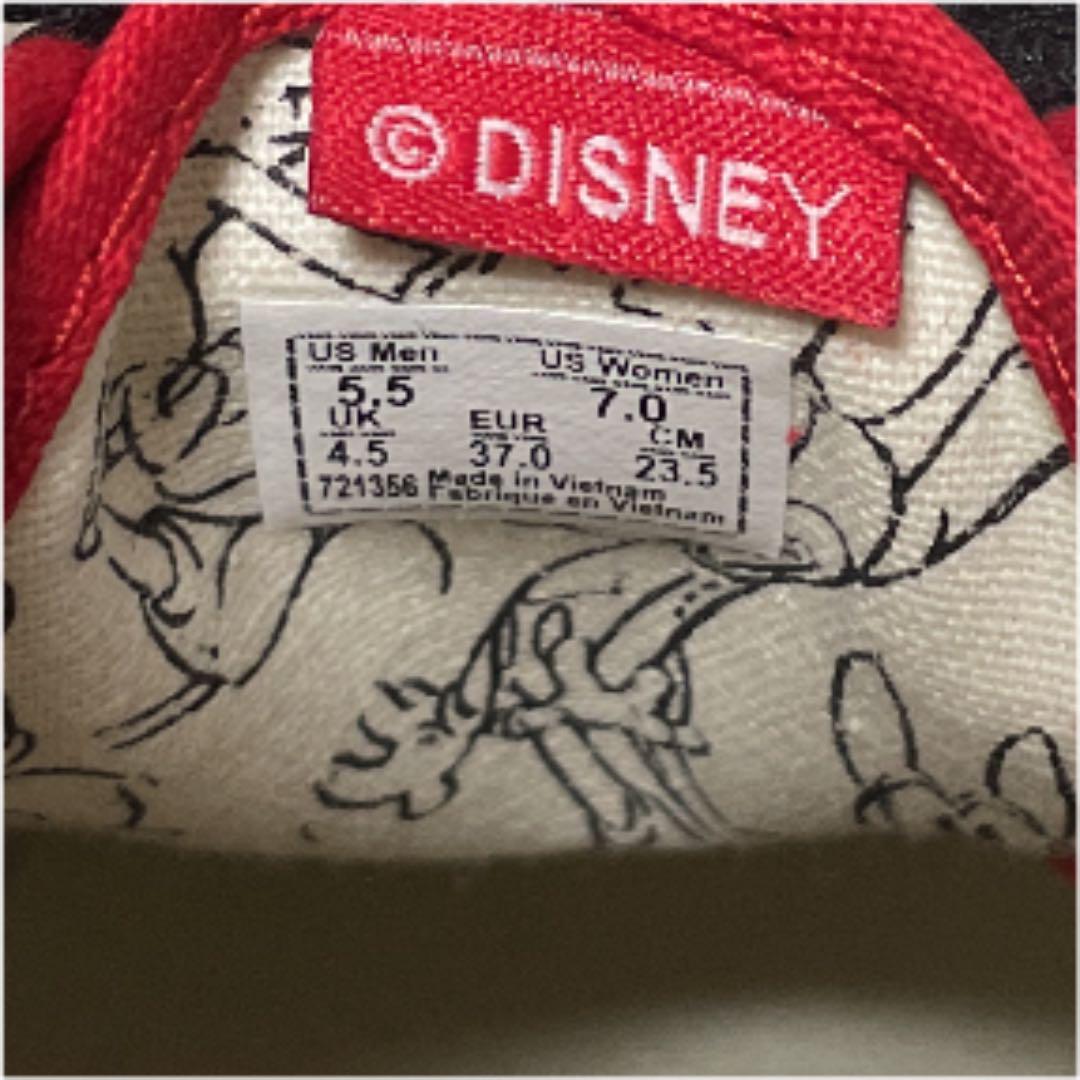 © DISNEY
US Men US Women
5.5 7.0
UK EUR CM
4.5 37.0 23.5
721356 Made in Vietnam
Fabrique en Vietnam